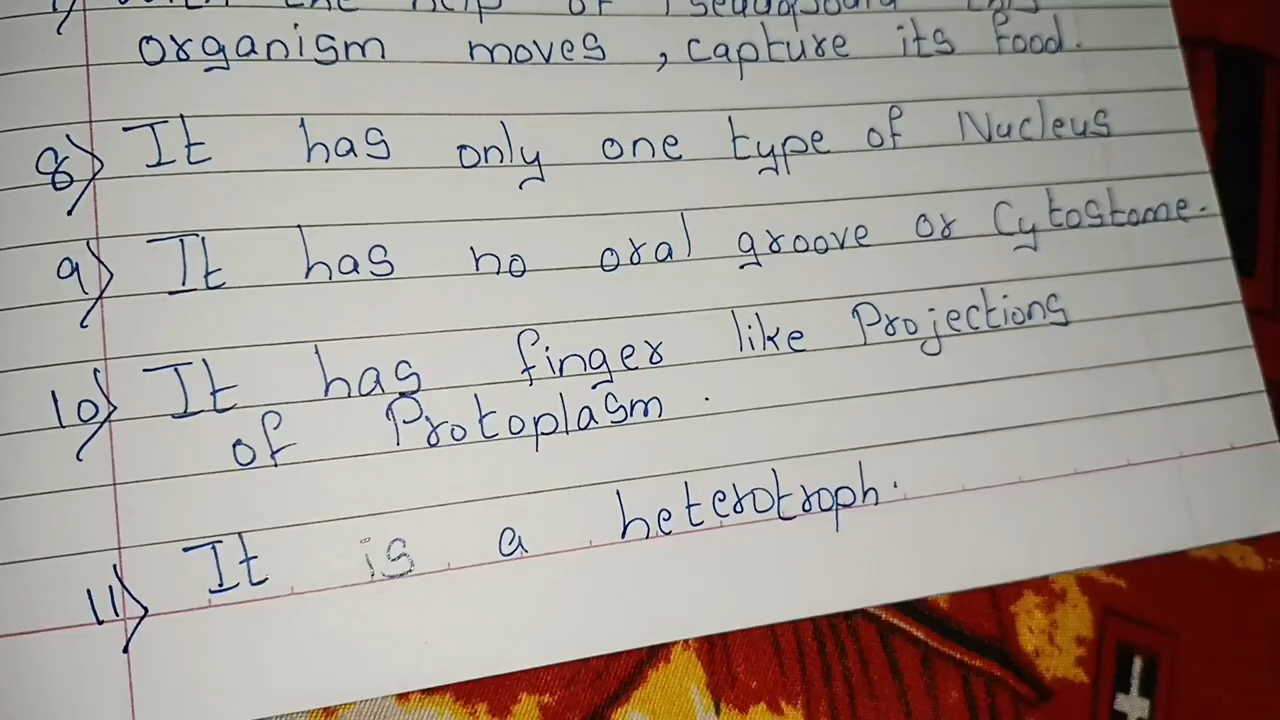 organism moves , capture its food.
8) It has only one type of Nucleus
9) It has no oral groove or Cytostome.
10) It has finger like Projections
of Protoplasm .
11) It is a heterotroph.